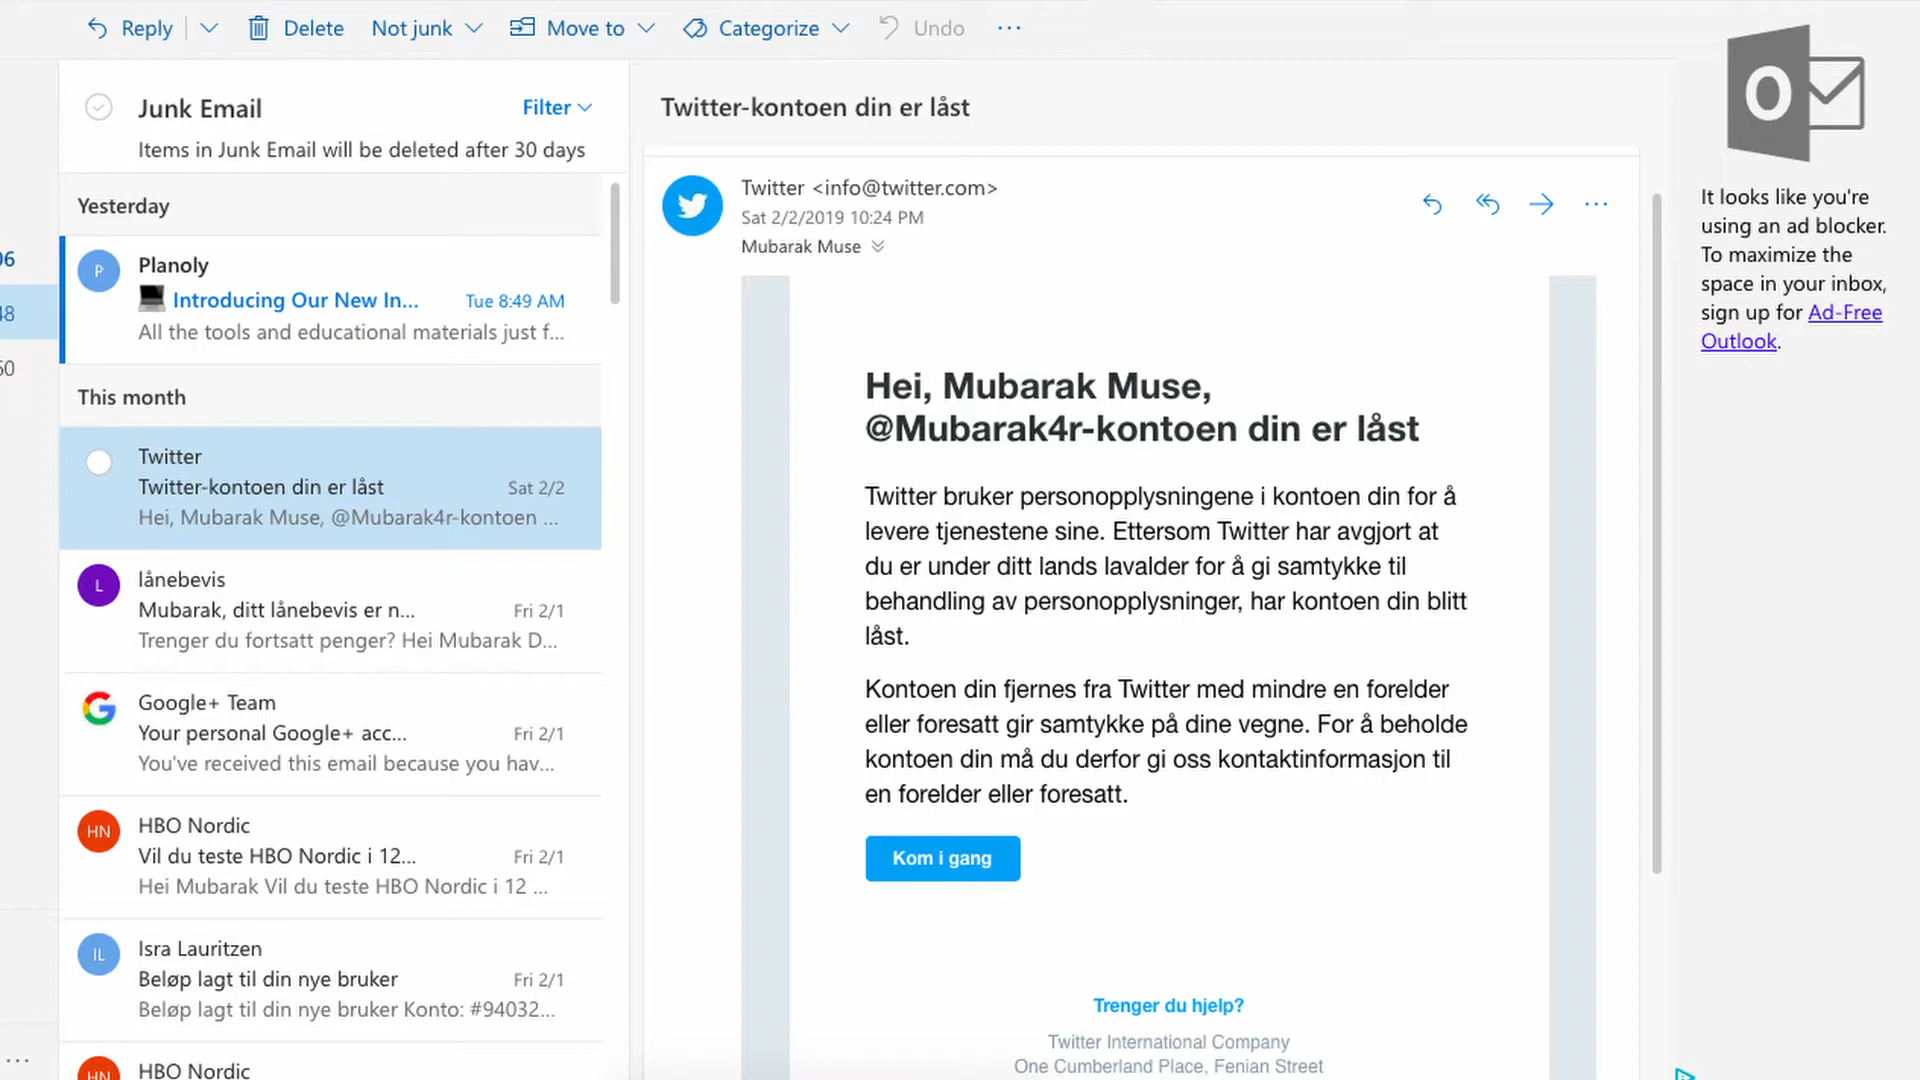 Reply
Delete
Not junk
Move to
Categorize
Undo
Junk Email
Filter
Items in Junk Email will be deleted after 30 days
Yesterday
P
Planoly
Introducing Our New In...
Tue 8:49 AM
All the tools and educational materials just f...
This month
Twitter
Twitter-kontoen din er låst
Sat 2/2
Hei, Mubarak Muse, @Mubarak4r-kontoen ...
L
lånebevis
Mubarak, ditt lånebevis er n...
Fri 2/1
Trenger du fortsatt penger? Hei Mubarak D...
Google+ Team
Your personal Google+ acc...
Fri 2/1
You've received this email because you hav...
HN
HBO Nordic
Vil du teste HBO Nordic i 12...
Fri 2/1
Hei Mubarak Vil du teste HBO Nordic i 12 ...
IL
Isra Lauritzen
Beløp lagt til din nye bruker
Fri 2/1
Beløp lagt til din nye bruker Konto: #94032...
HN
HBO Nordic
Twitter-kontoen din er låst
Twitter <info@twitter.com>
Sat 2/2/2019 10:24 PM
Mubarak Muse
Hei, Mubarak Muse,
@Mubarak4r-kontoen din er låst
Twitter bruker personopplysningene i kontoen din for å
levere tjenestene sine. Ettersom Twitter har avgjort at
du er under ditt lands lavalder for å gi samtykke til
behandling av personopplysninger, har kontoen din blitt
låst.
Kontoen din fjernes fra Twitter med mindre en forelder
eller foresatt gir samtykke på dine vegne. For å beholde
kontoen din må du derfor gi oss kontaktinformasjon til
en forelder eller foresatt.
Kom i gang
Trenger du hjelp?
Twitter International Company
One Cumberland Place, Fenian Street
It looks like you're
using an ad blocker.
To maximize the
space in your inbox,
sign up for Ad-Free
Outlook.